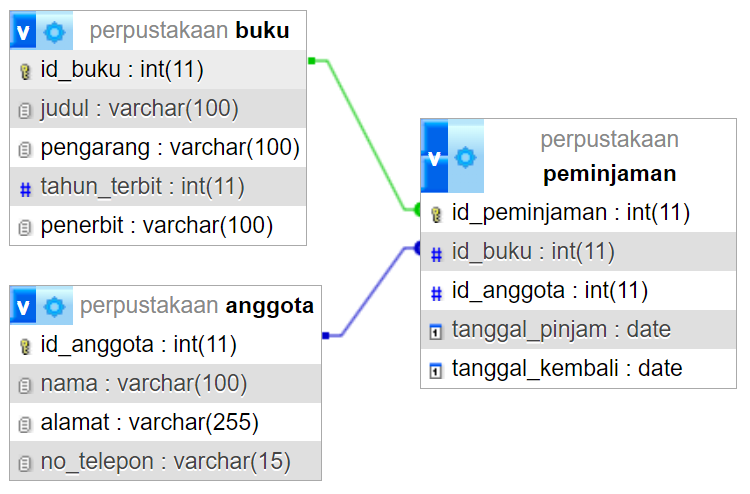 v perpustakaan buku
id_buku : int(11)
judul : varchar(100)
pengarang : varchar(100)
# tahun_terbit : int(11)
penerbit : varchar(100)
v perpustakaan anggota
id_anggota : int(11)
nama : varchar(100)
alamat : varchar(255)
no_telepon : varchar(15)
v perpustakaan
peminjaman
id_peminjaman : int(11)
# id_buku : int(11)
# id_anggota : int(11)
1 tanggal_pinjam : date
1 tanggal_kembali : date